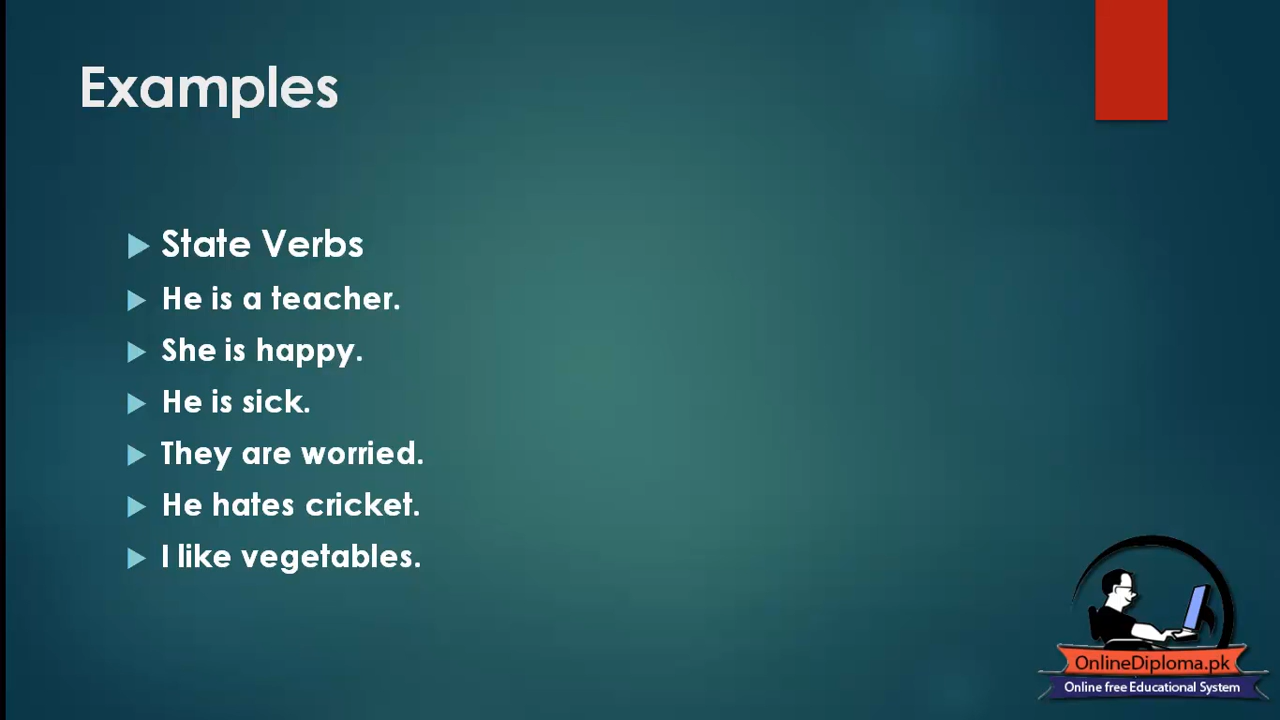 Examples
State Verbs
He is a teacher.
She is happy.
He is sick.
They are worried.
He hates cricket.
I like vegetables.
OnlineDiploma.pk
Online free Educational System